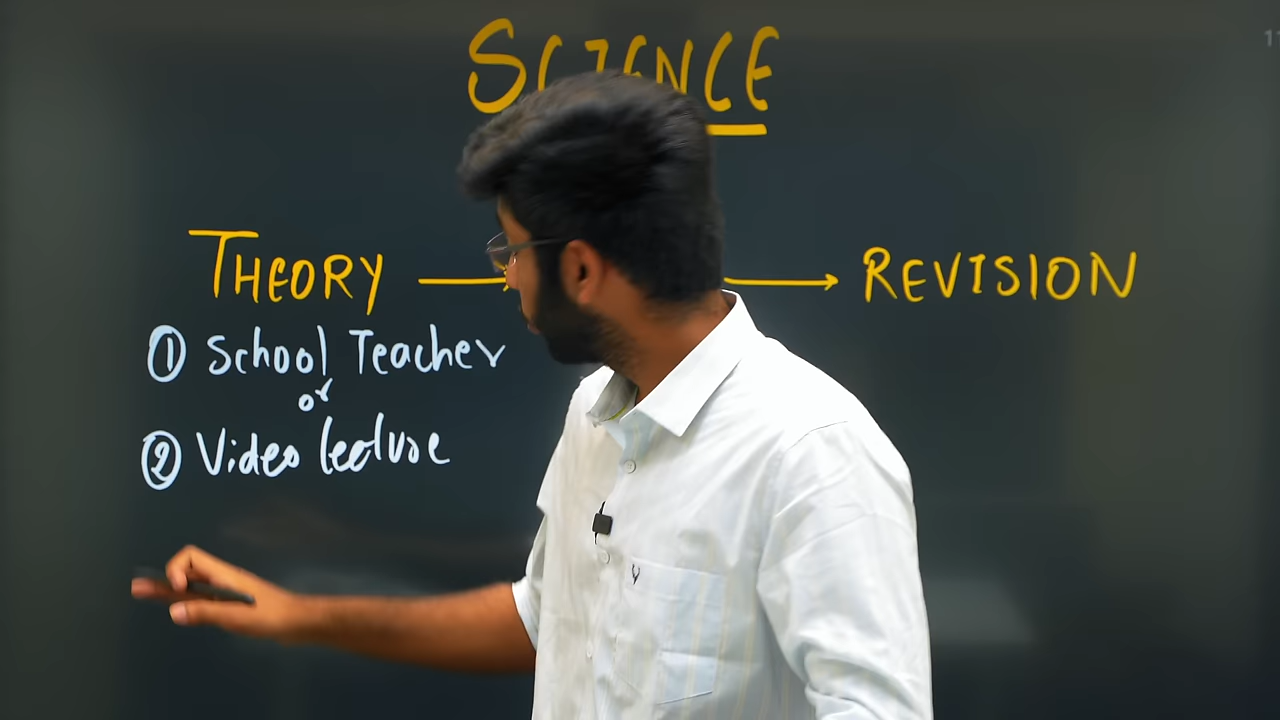 SCIENCE
THEORY → → REVISION
① School Teacher
or
② Video lecture